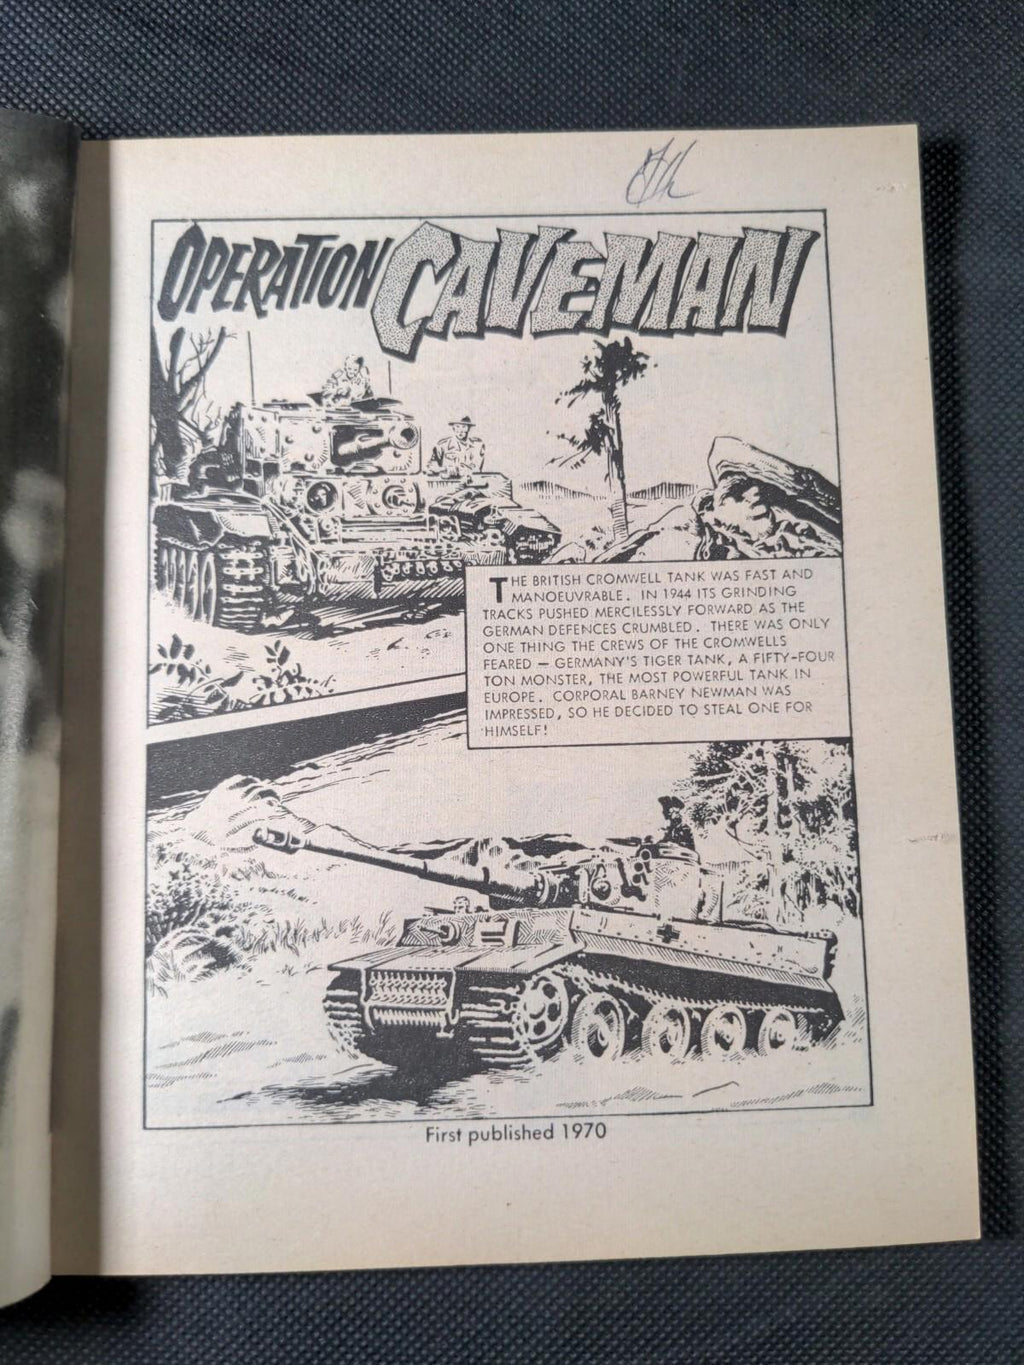 OPERATION CAVEMAN
THE BRITISH CROMWELL TANK WAS FAST AND
MANOEUVRABLE. IN 1944 ITS GRINDING
TRACKS PUSHED MERCILESSLY FORWARD AS THE
GERMAN DEFENCES CRUMBLED. THERE WAS ONLY
ONE THING THE CREWS OF THE CROMWELLS
FEARED — GERMANY'S TIGER TANK, A FIFTY-FOUR
TON MONSTER, THE MOST POWERFUL TANK IN
EUROPE. CORPORAL BARNEY NEWMAN WAS
IMPRESSED, SO HE DECIDED TO STEAL ONE FOR
HIMSELF!
First published 1970